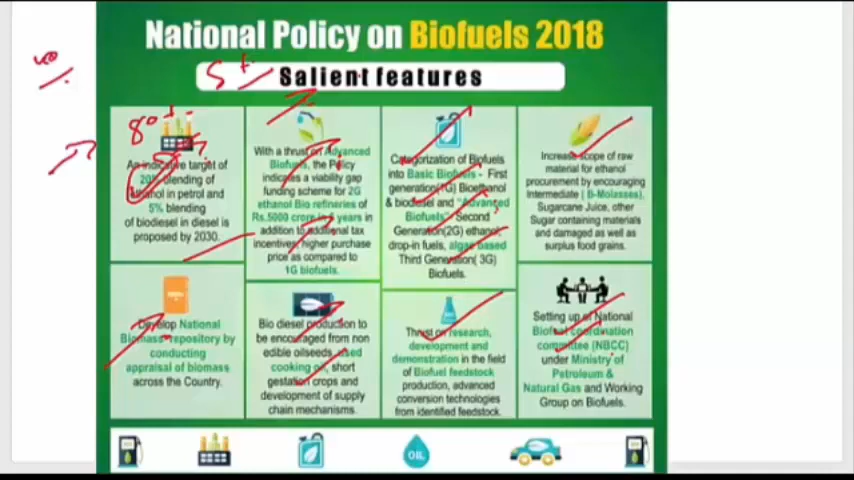 National Policy on Biofuels 2018
5+
Salient features
80+
An indicative target of
20% blending of
ethanol in petrol and
5% blending
of biodiesel in diesel is
proposed by 2030.
With a thrust on Advanced
Biofuels, the Policy
indicates a viability gap
funding scheme for 2G
ethanol Bio refineries of
Rs.5000 crore in 6 years in
addition to additional tax
incentives, higher purchase
price as compared to
1G biofuels.
Categorization of Biofuels
into Basic Biofuels - First
generation(1G) Bioethanol
& biodiesel and "Advanced
Biofuels" Second
Generation(2G) ethanol,
drop-in fuels, algae based
Third Generation( 3G)
Biofuels.
Increase scope of raw
material for ethanol
procurement by encouraging
Intermediate ( B-Molasses),
Sugarcane Juice, other
Sugar containing materials
and damaged as well as
surplus food grains.
Develop National
Biomass repository by
conducting
appraisal of biomass
across the Country.
Bio diesel production to
be encouraged from non
edible oilseeds, used
cooking oil, short
gestation crops and
development of supply
chain mechanisms.
Thrust on research,
development and
demonstration in the field
of Biofuel feedstock
production, advanced
conversion technologies
from identified feedstock.
Setting up of National
Biofuel coordination
committee (NBCC)
under Ministry of
Petroleum &
Natural Gas and Working
Group on Biofuels.
OIL